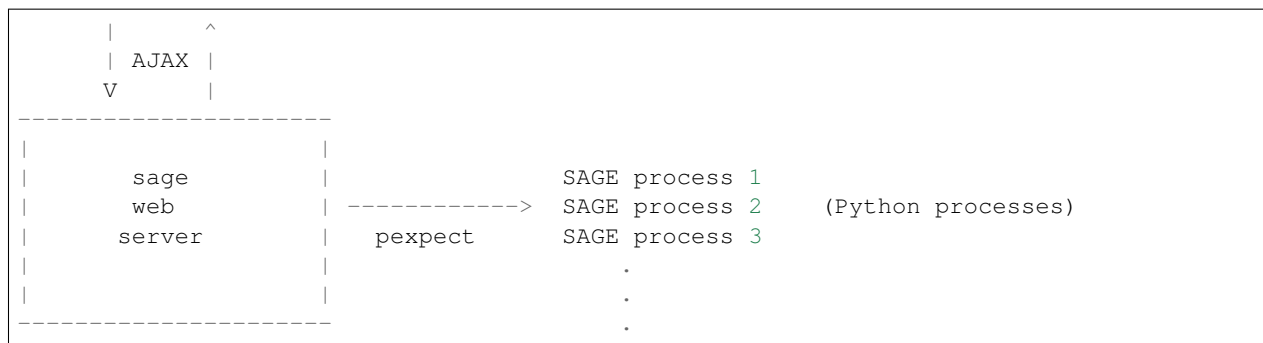 |      ^
| AJAX |
V      |
----------------------
|                    |
|       sage         |                SAGE process 1
|       web          | ------------>  SAGE process 2    (Python processes)
|      server        |   pexpect      SAGE process 3
|                    |                    .
|                    |                    .
----------------------                    .